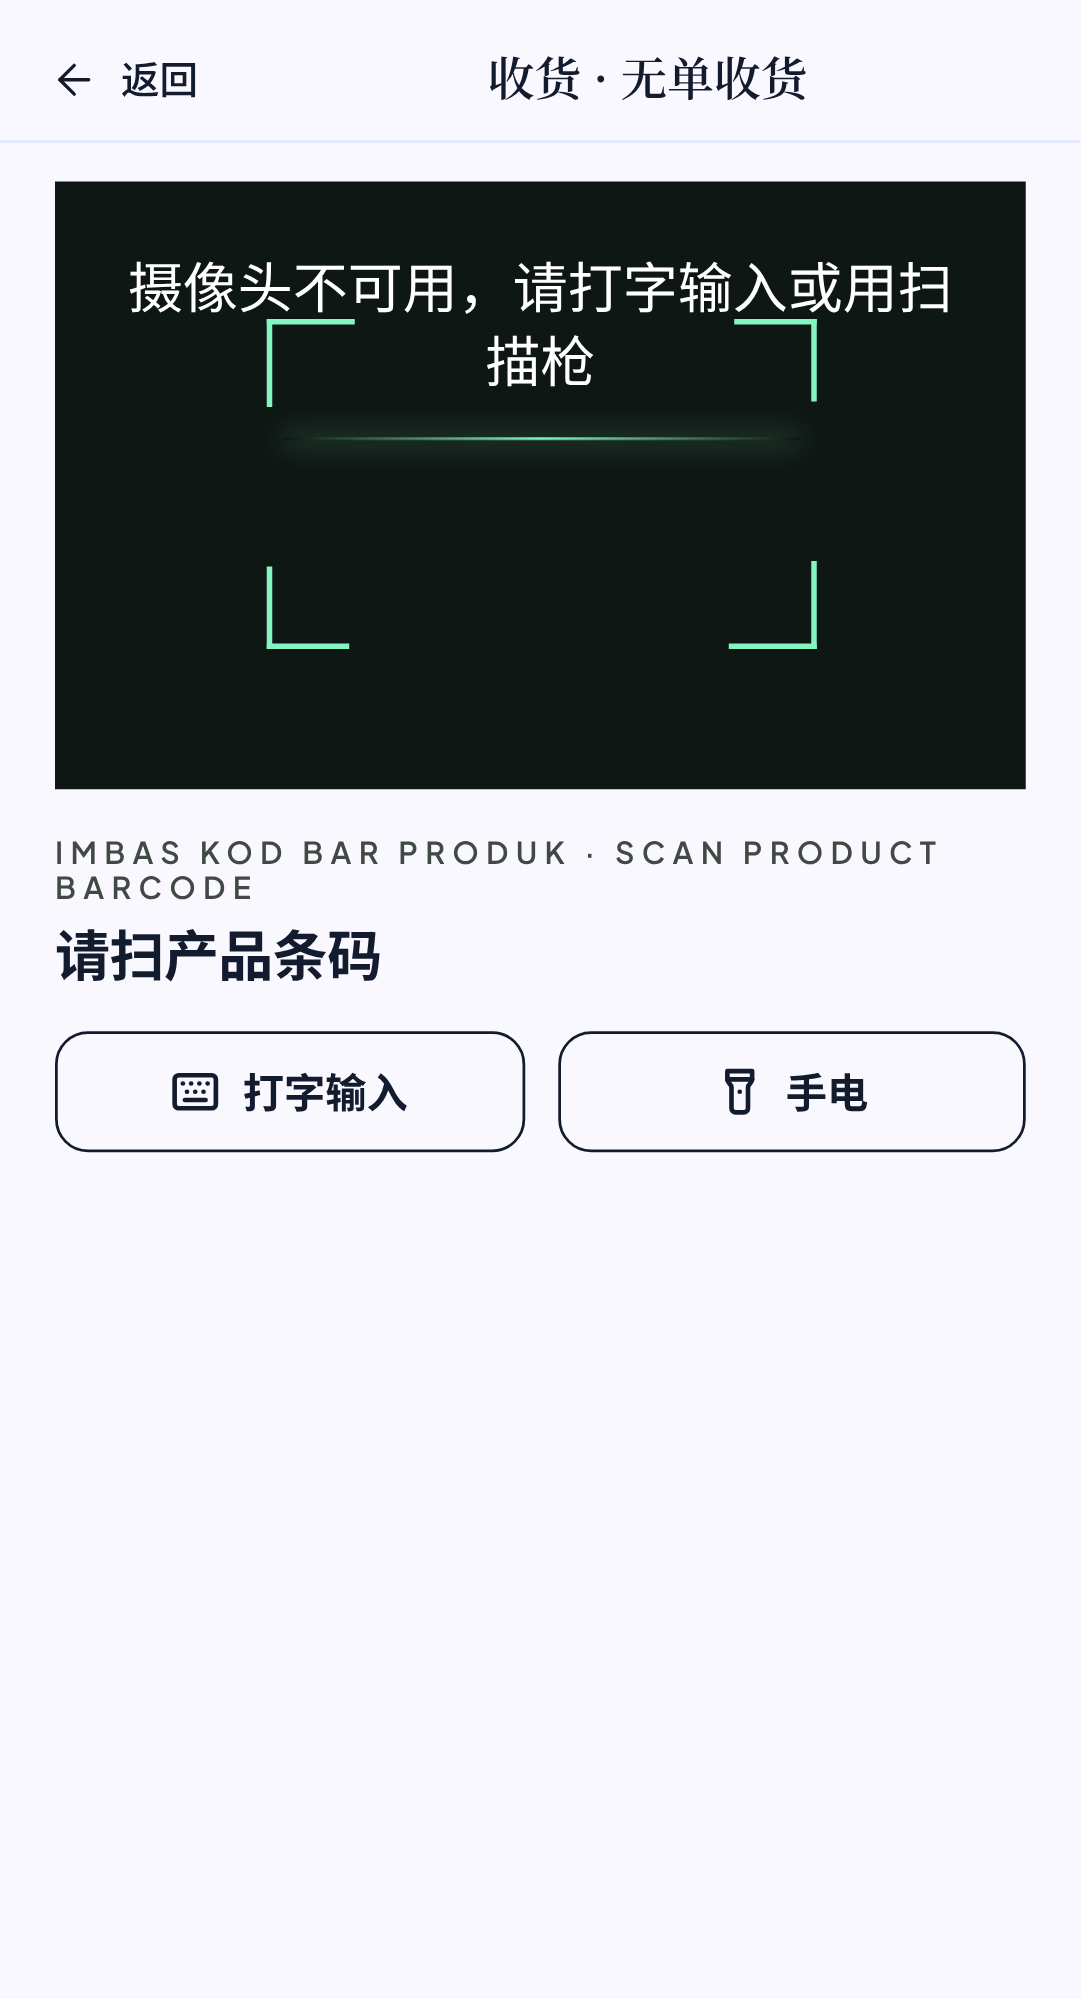 返回
收货 · 无单收货
摄像头不可用，请打字输入或用扫
描枪
IMBAS KOD BAR PRODUK · SCAN PRODUCT
BARCODE
请扫产品条码
打字输入
手电